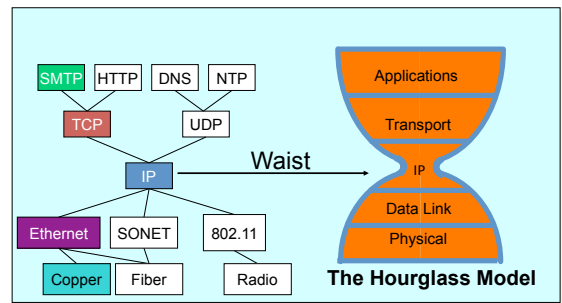 SMTP HTTP DNS NTP
Applications
TCP UDP
Transport
Waist
IP
IP
Data Link
Ethernet SONET 802.11
Physical
Copper Fiber Radio
The Hourglass Model